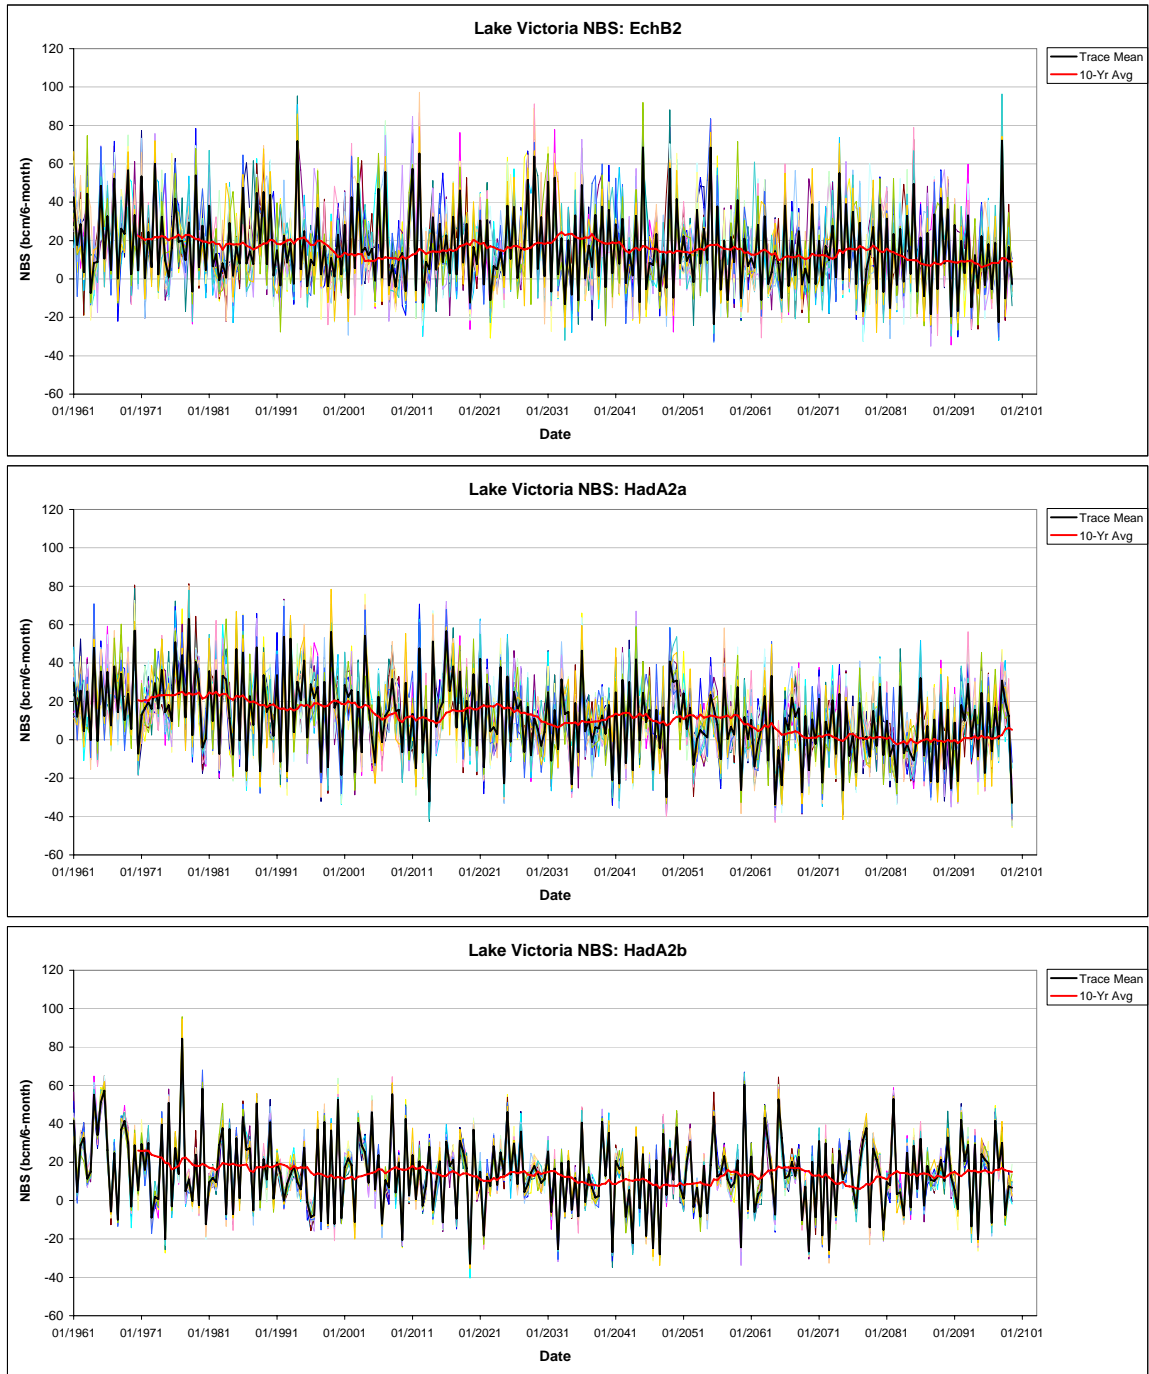 Lake Victoria NBS: EchB2
120
100
80
60
40
20
0
-20
-40
-60
NBS (bcm/6-month)
01/1961 01/1971 01/1981 01/1991 01/2001 01/2011 01/2021 01/2031 01/2041 01/2051 01/2061 01/2071 01/2081 01/2091 01/2101
Date
Trace Mean
10-Yr Avg
Lake Victoria NBS: HadA2a
120
100
80
60
40
20
0
-20
-40
-60
NBS (bcm/6-month)
01/1961 01/1971 01/1981 01/1991 01/2001 01/2011 01/2021 01/2031 01/2041 01/2051 01/2061 01/2071 01/2081 01/2091 01/2101
Date
Trace Mean
10-Yr Avg
Lake Victoria NBS: HadA2b
120
100
80
60
40
20
0
-20
-40
-60
NBS (bcm/6-month)
01/1961 01/1971 01/1981 01/1991 01/2001 01/2011 01/2021 01/2031 01/2041 01/2051 01/2061 01/2071 01/2081 01/2091 01/2101
Date
Trace Mean
10-Yr Avg